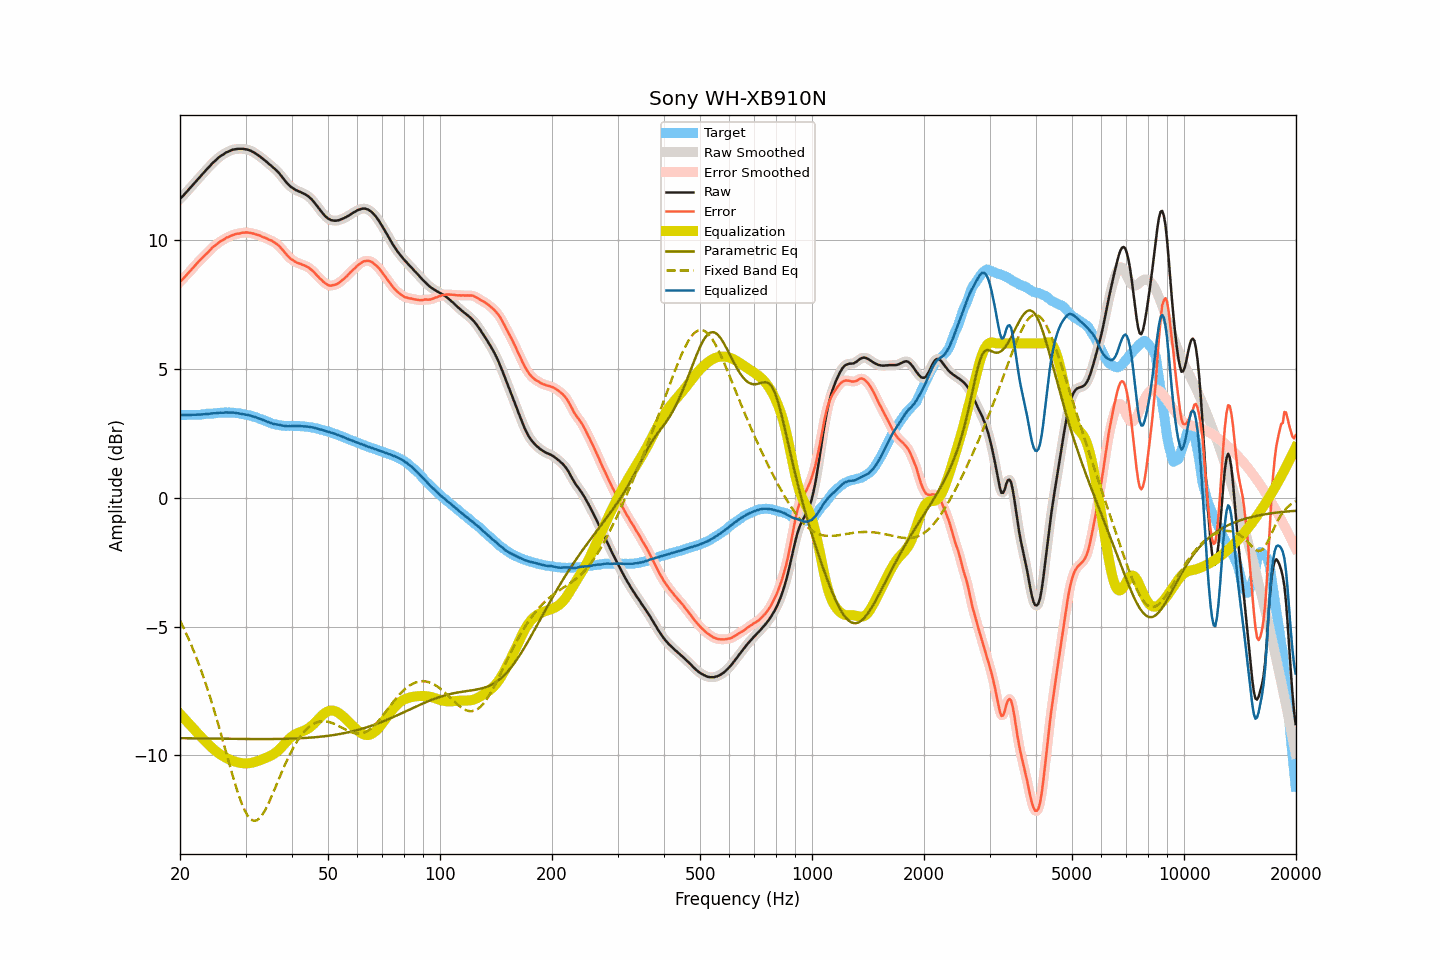 Sony WH-XB910N
Target
Raw Smoothed
Error Smoothed
Raw
Error
Equalization
Parametric Eq
Fixed Band Eq
Equalized
Amplitude (dBr)
10
5
0
−5
−10
20 50 100 200 500 1000 2000 5000 10000 20000
Frequency (Hz)